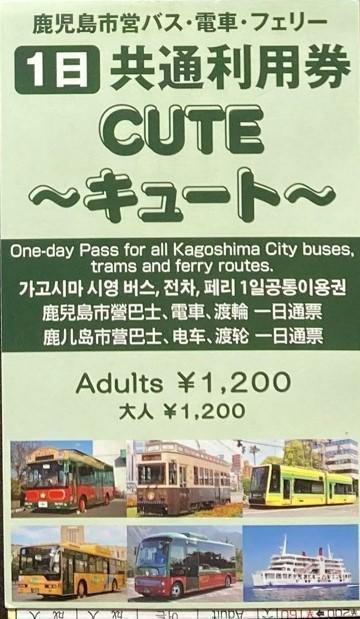 鹿児島市営バス・電車・フェリー
1日 共通利用券
CUTE
～キュート～
One-day Pass for all Kagoshima City buses,
trams and ferry routes.
가고시마 시영 버스, 전차, 페리 1일공통이용권
鹿兒島市營巴士、電車、渡輪 一日通票
鹿儿岛市营巴士、电车、渡轮 一日通票
Adults ￥1,200
大人 ￥1,200